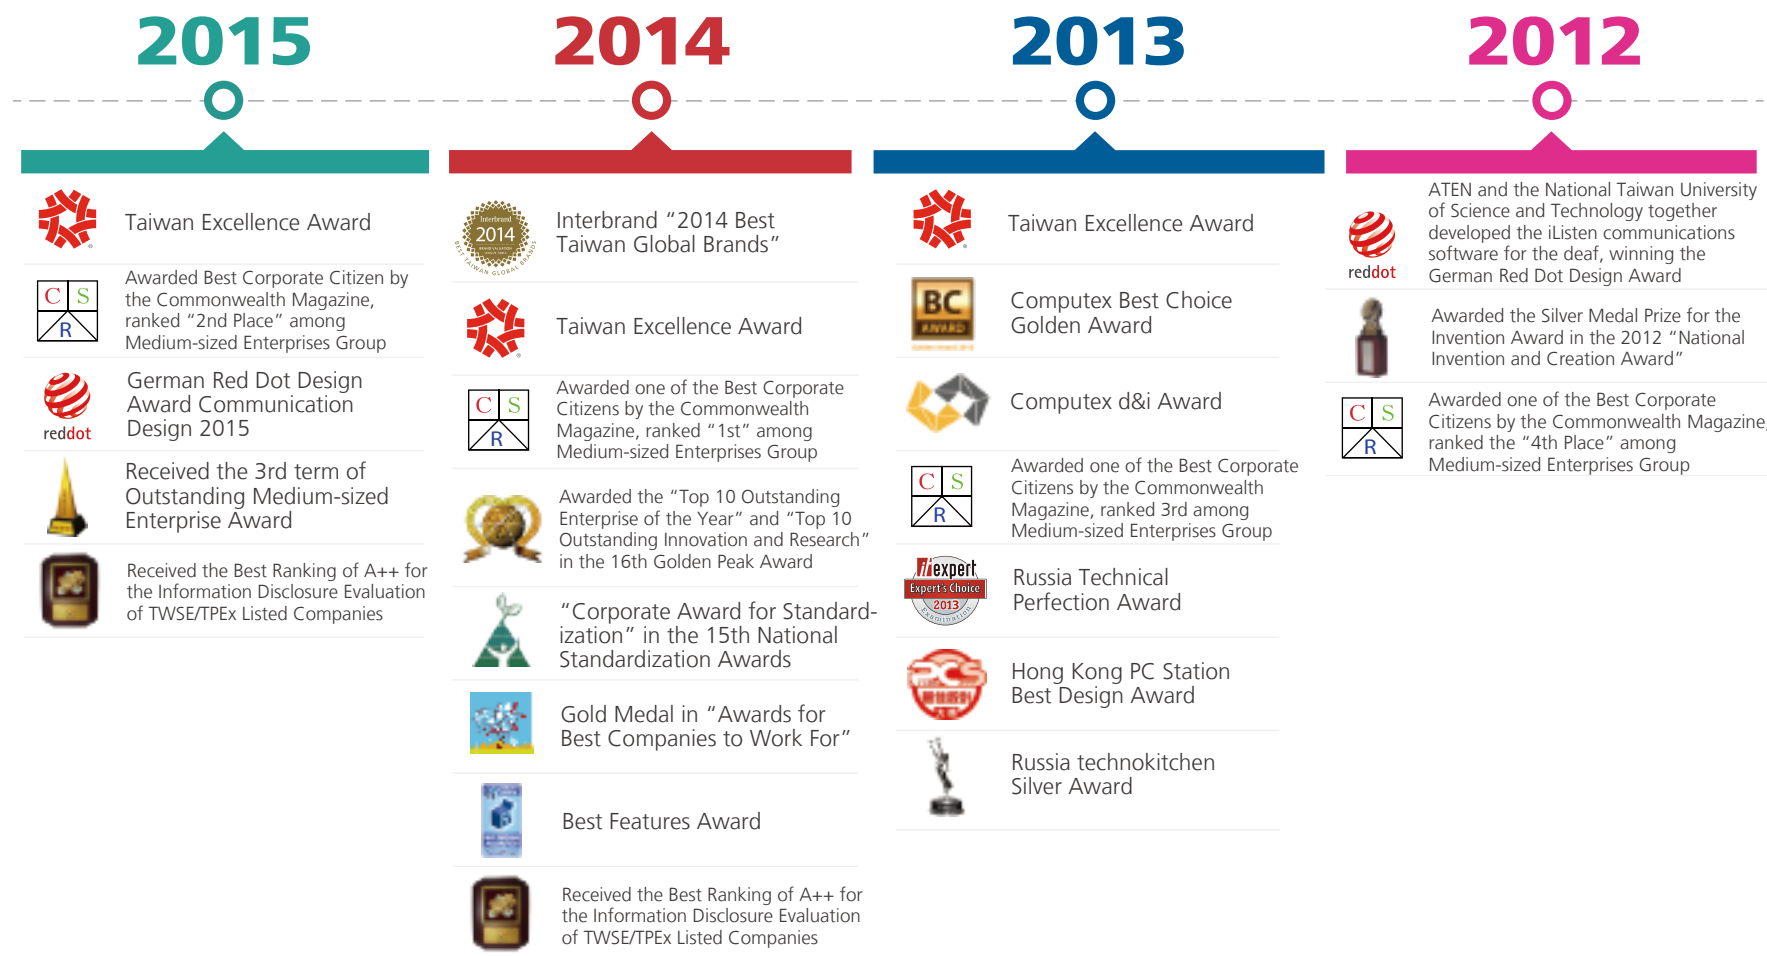 2015
Taiwan Excellence Award
C S
R
Awarded Best Corporate Citizen by
the Commonwealth Magazine,
ranked “2nd Place” among
Medium-sized Enterprises Group
reddot
German Red Dot Design
Award Communication
Design 2015
Received the 3rd term of
Outstanding Medium-sized
Enterprise Award
Received the Best Ranking of A++ for
the Information Disclosure Evaluation
of TWSE/TPEx Listed Companies
2014
Interbrand
2014
BRAND VALUATION
BEST TAIWAN GLOBAL BRANDS
Interbrand “2014 Best
Taiwan Global Brands”
Taiwan Excellence Award
C S
R
Awarded one of the Best Corporate
Citizens by the Commonwealth
Magazine, ranked “1st” among
Medium-sized Enterprises Group
Awarded the “Top 10 Outstanding
Enterprise of the Year” and “Top 10
Outstanding Innovation and Research”
in the 16th Golden Peak Award
“Corporate Award for Standard-
ization” in the 15th National
Standardization Awards
Gold Medal in “Awards for
Best Companies to Work For”
Best Features Award
Received the Best Ranking of A++ for
the Information Disclosure Evaluation
of TWSE/TPEx Listed Companies
2013
Taiwan Excellence Award
BC
AWARD
Computex Best Choice
Golden Award
Computex d&i Award
C S
R
Awarded one of the Best Corporate
Citizens by the Commonwealth
Magazine, ranked 3rd among
Medium-sized Enterprises Group
it expert
Expert's Choice
2013
Examination
Russia Technical
Perfection Award
PCS
Hong Kong PC Station
Best Design Award
Russia technokitchen
Silver Award
2012
reddot
ATEN and the National Taiwan University
of Science and Technology together
developed the iListen communications
software for the deaf, winning the
German Red Dot Design Award
Awarded the Silver Medal Prize for the
Invention Award in the 2012 “National
Invention and Creation Award”
C S
R
Awarded one of the Best Corporate
Citizens by the Commonwealth Magazine,
ranked the “4th Place” among
Medium-sized Enterprises Group